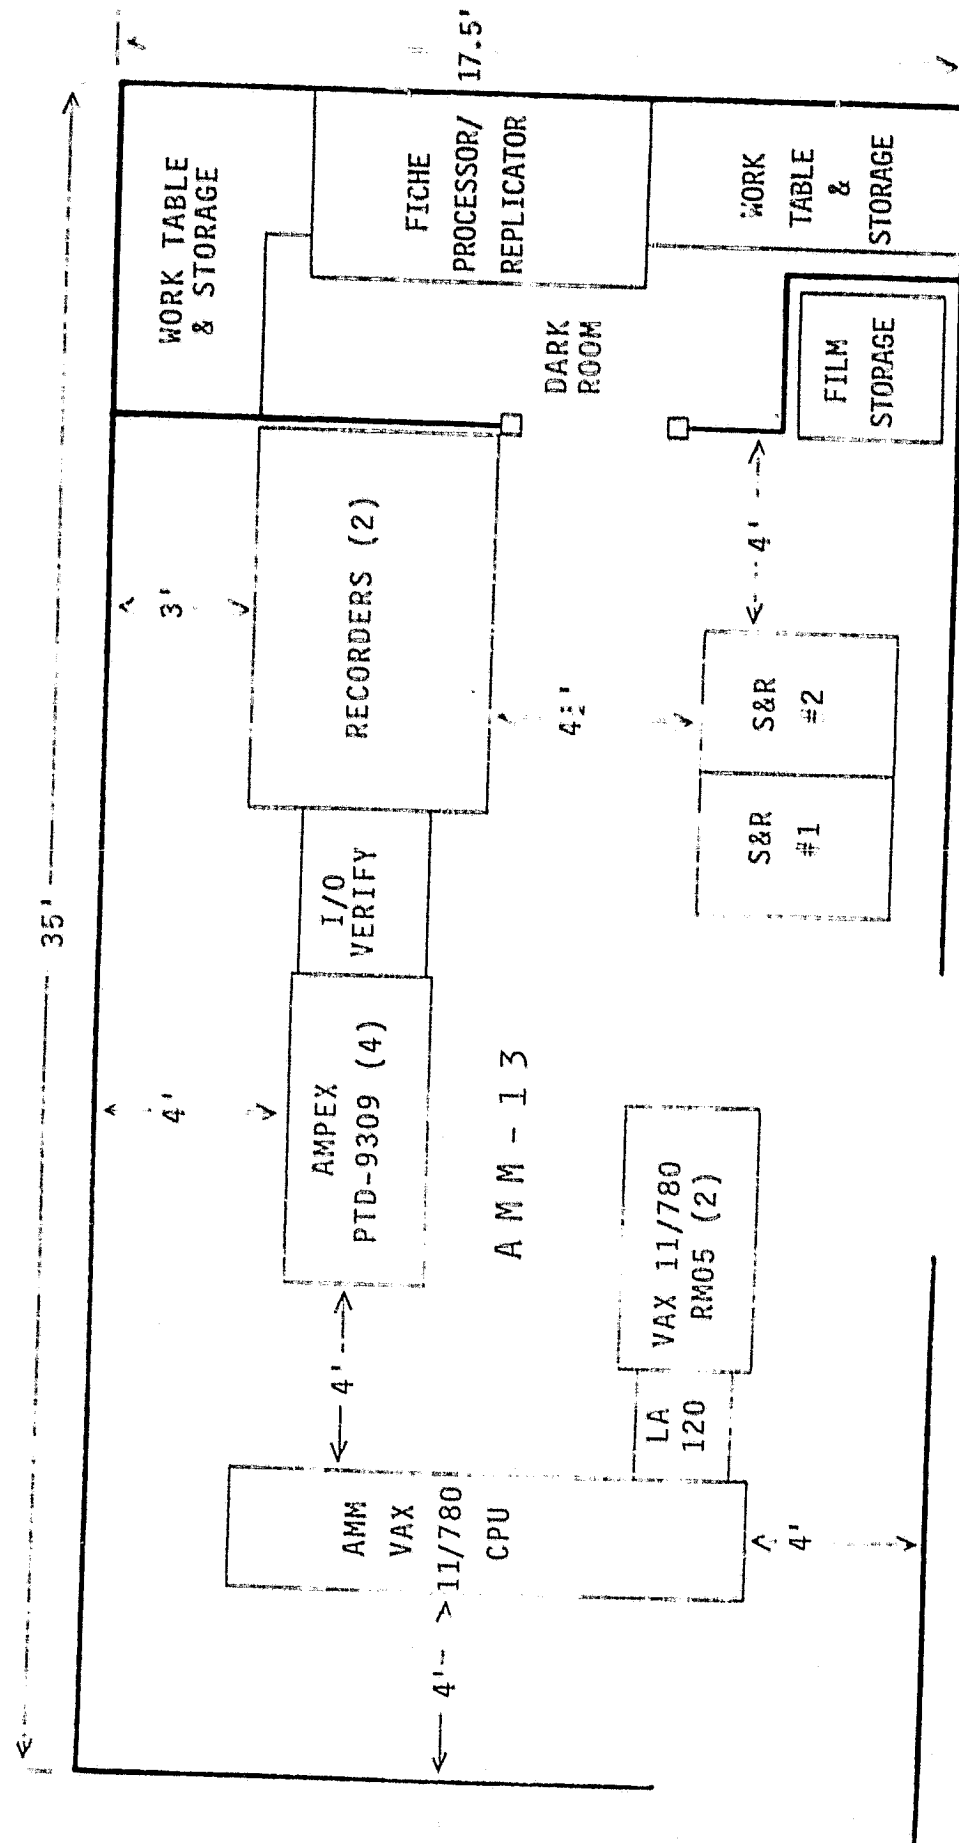 35'
17.5'
WORK TABLE
& STORAGE
FICHE
PROCESSOR/
REPLICATOR
WORK
TABLE
&
STORAGE
DARK
ROOM
FILM
STORAGE
3'
RECORDERS (2)
4'
S&R
#2
S&R
#1
I/O
VERIFY
4'
AMPEX
PTD-9309 (4)
AMM-13
4'
VAX 11/780
RM05 (2)
LA
120
AMM
VAX
11/780
CPU
4'
4'